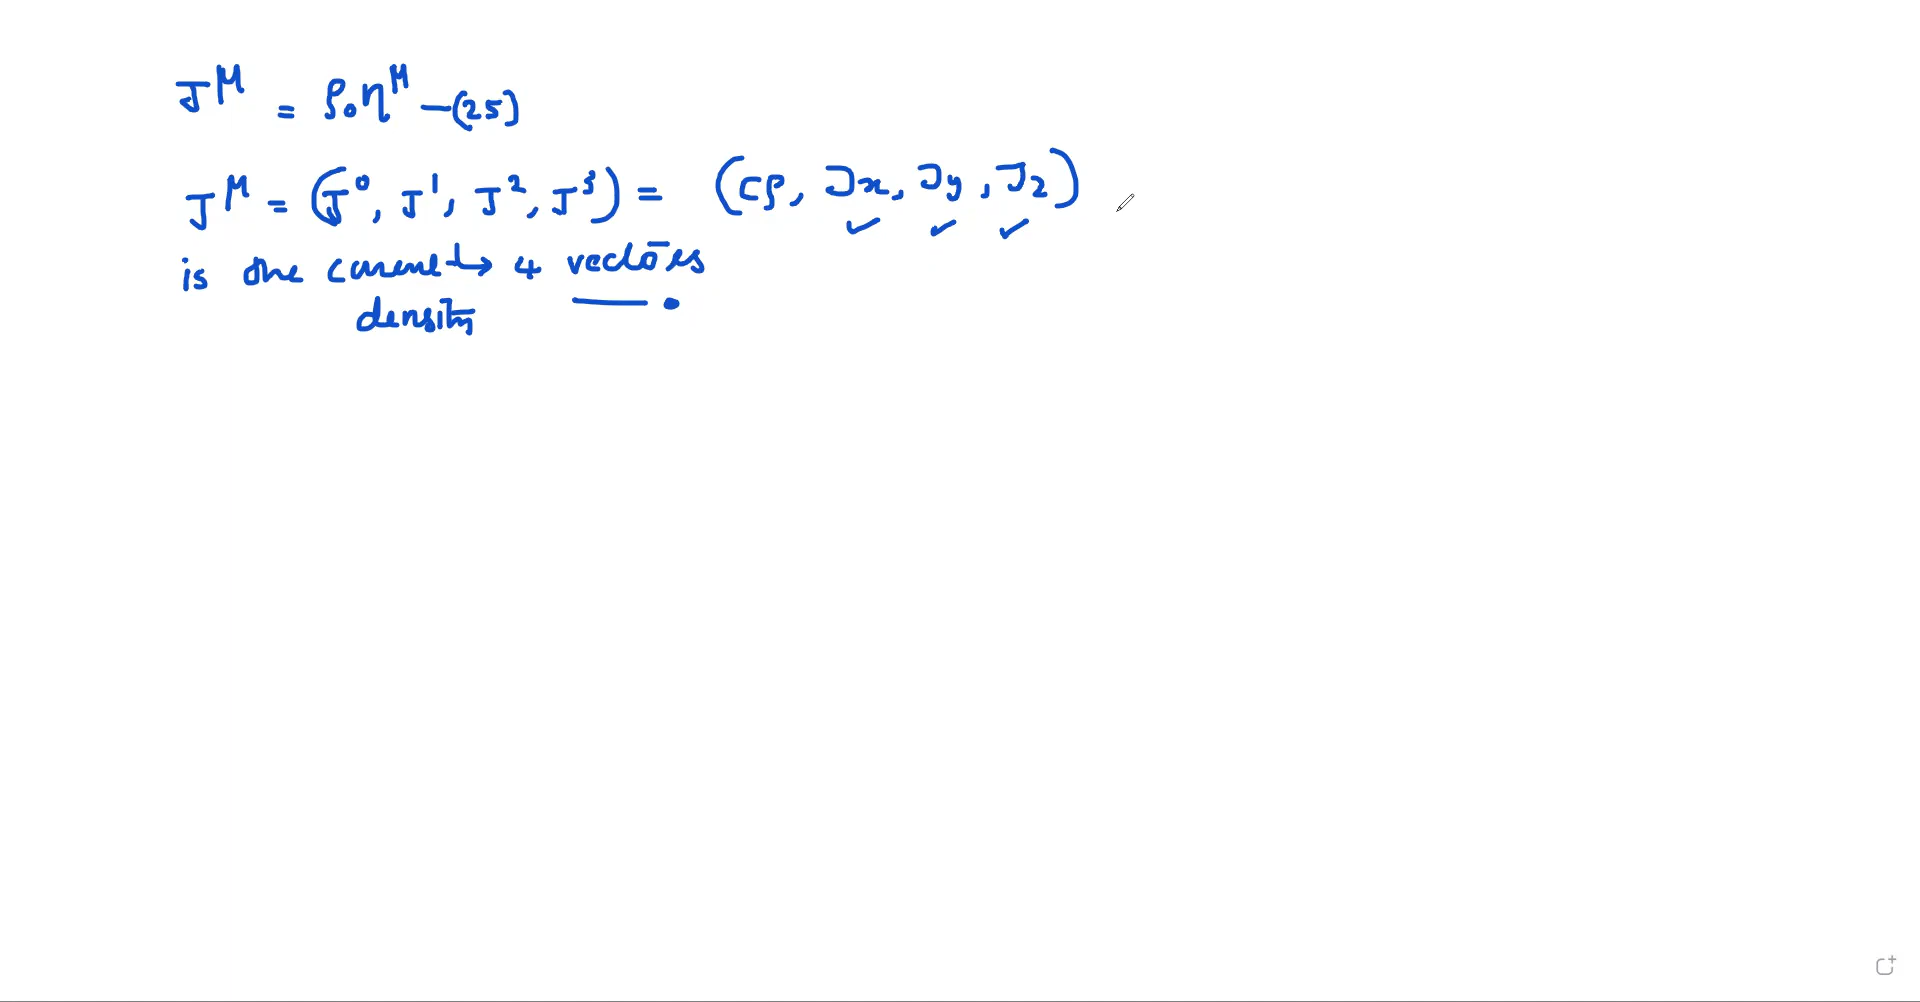 J^μ = ρ₀η^μ —(25)
J^μ = (J⁰, J¹, J², J³) = (cρ, Jx, Jy, Jz)
is the current → 4 vectors
density